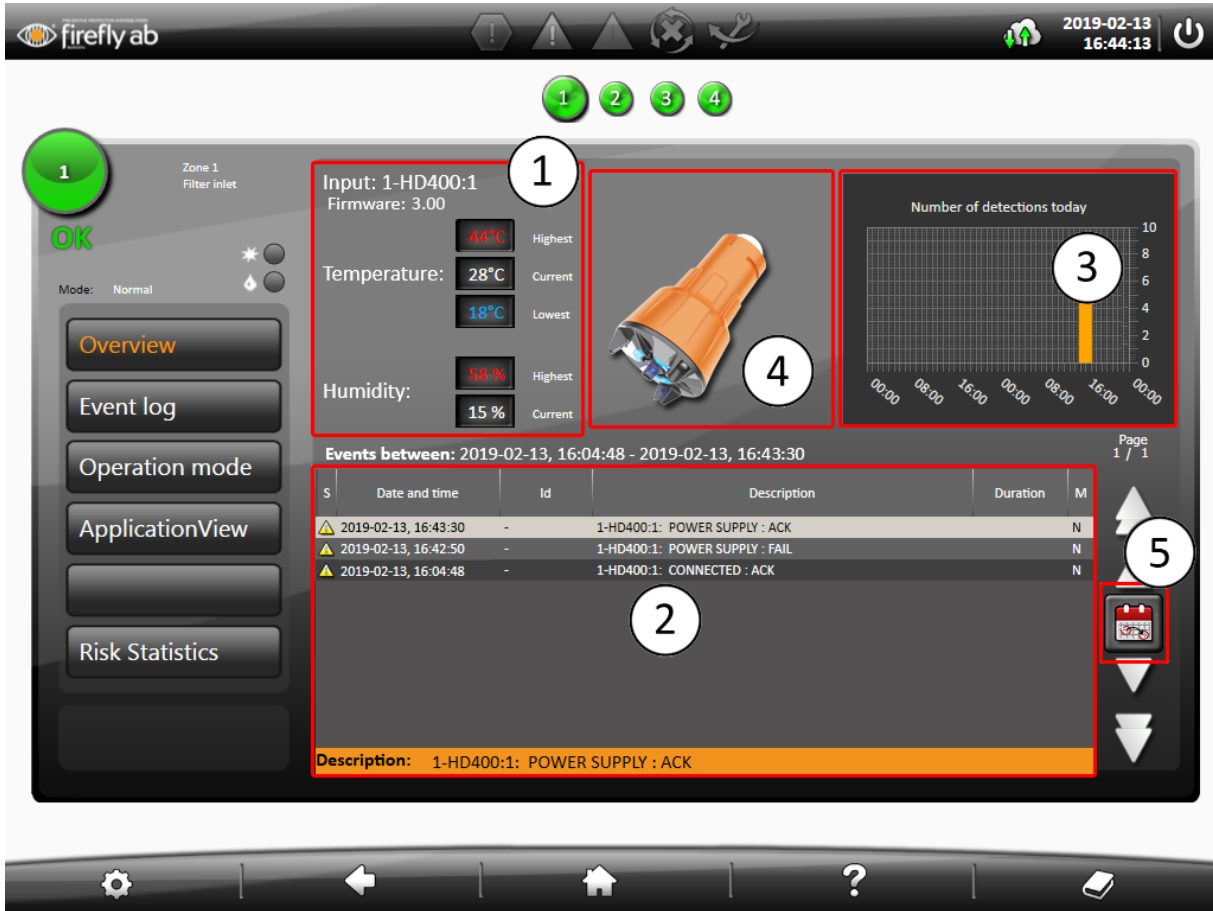 firefly ab
2019-02-13
16:44:13
1 2 3 4
1
Zone 1
Filter inlet
OK
Mode: Normal
Overview
Event log
Operation mode
ApplicationView
Risk Statistics
1
Input: 1-HD400:1
Firmware: 3.00
44°C Highest
Temperature: 28°C Current
18°C Lowest
58 % Highest
Humidity:
15 % Current
4
Number of detections today
10
8
6
4
2
0
3
00:00 08:00 16:00 00:00 08:00 16:00 00:00
Events between: 2019-02-13, 16:04:48 - 2019-02-13, 16:43:30
Page
1 / 1
S Date and time Id Description Duration M
2019-02-13, 16:43:30 - 1-HD400:1: POWER SUPPLY : ACK N
2019-02-13, 16:42:50 - 1-HD400:1: POWER SUPPLY : FAIL N
2019-02-13, 16:04:48 - 1-HD400:1: CONNECTED : ACK N
2
5
Description: 1-HD400:1: POWER SUPPLY : ACK